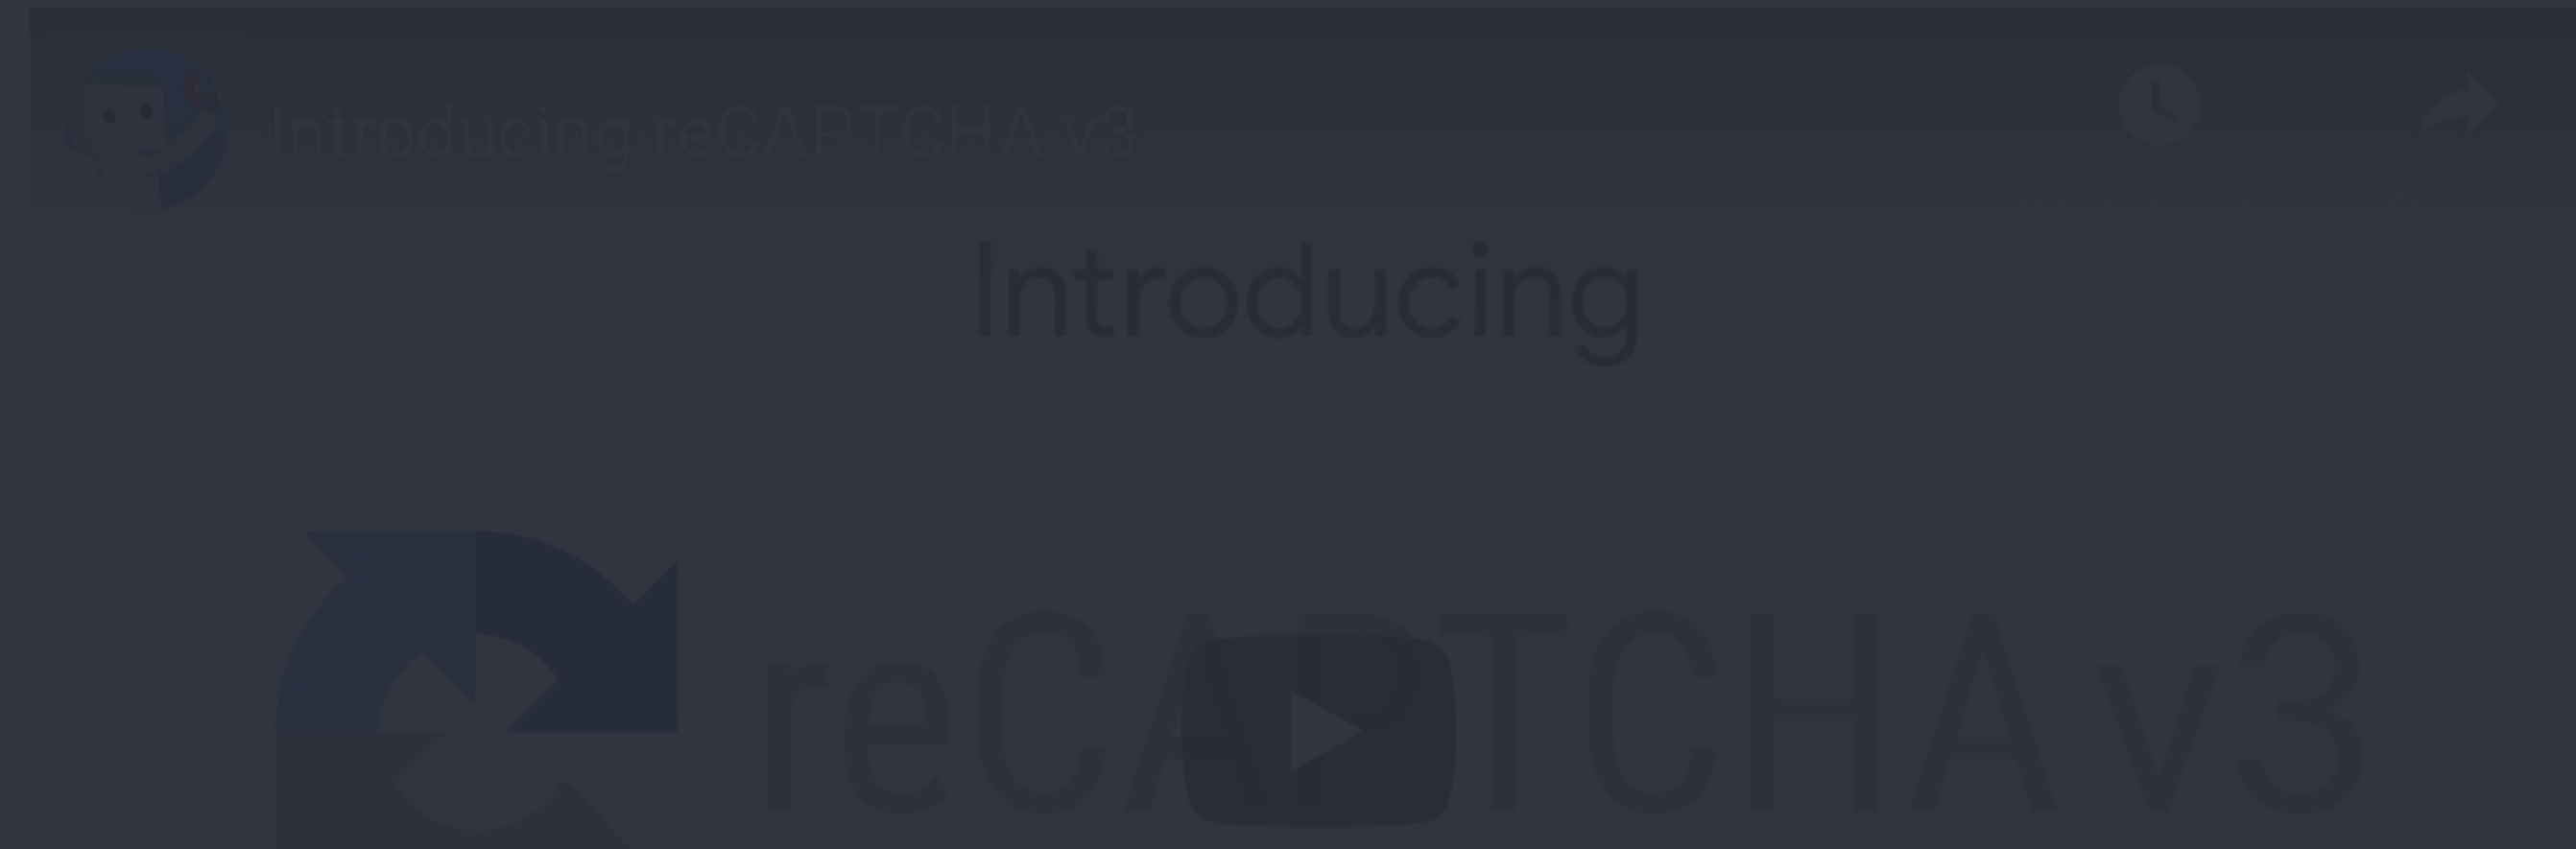 Introducing reCAPTCHA v3
Introducing
reCAPTCHA v3